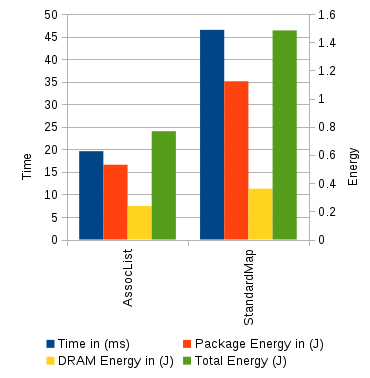 50 1.6
45 1.4
40 1.2
35
30 1
25 0.8
20 0.6
15 0.4
10
5 0.2
0 0
Time
Energy
AssocList
StandardMap
Time in (ms) Package Energy in (J)
DRAM Energy in (J) Total Energy (J)